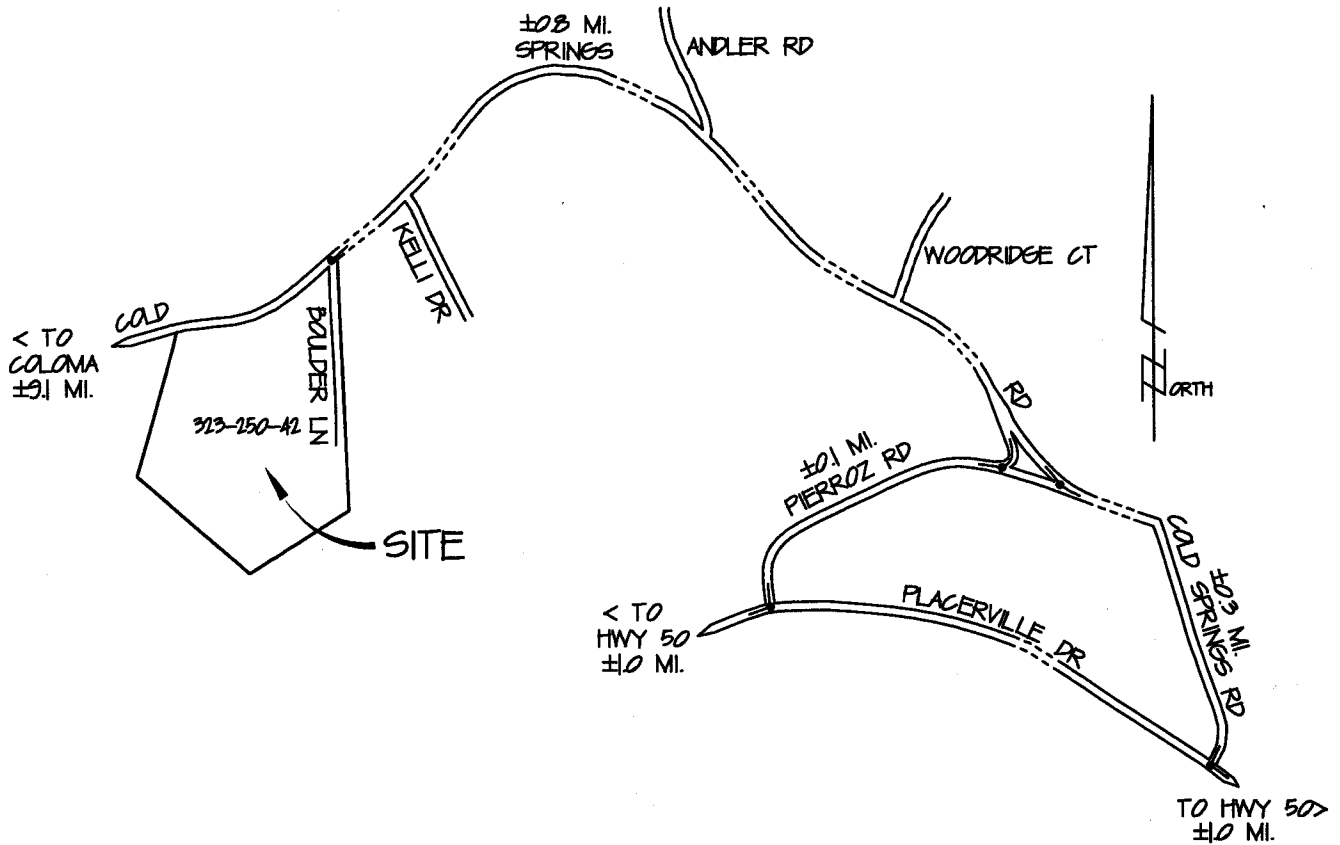 ±0.8 MI.
SPRINGS
ANDLER RD
KELLI DR
WOODRIDGE CT
COLD
< TO
COLOMA
±9.1 MI.
BOULDER LN
323-250-42
SITE
RD
NORTH
±0.1 MI.
PIERROZ RD
< TO
HWY 50
±1.0 MI.
PLACERVILLE DR
±0.3 MI.
COLD SPRINGS RD
TO HWY 50>
±1.0 MI.